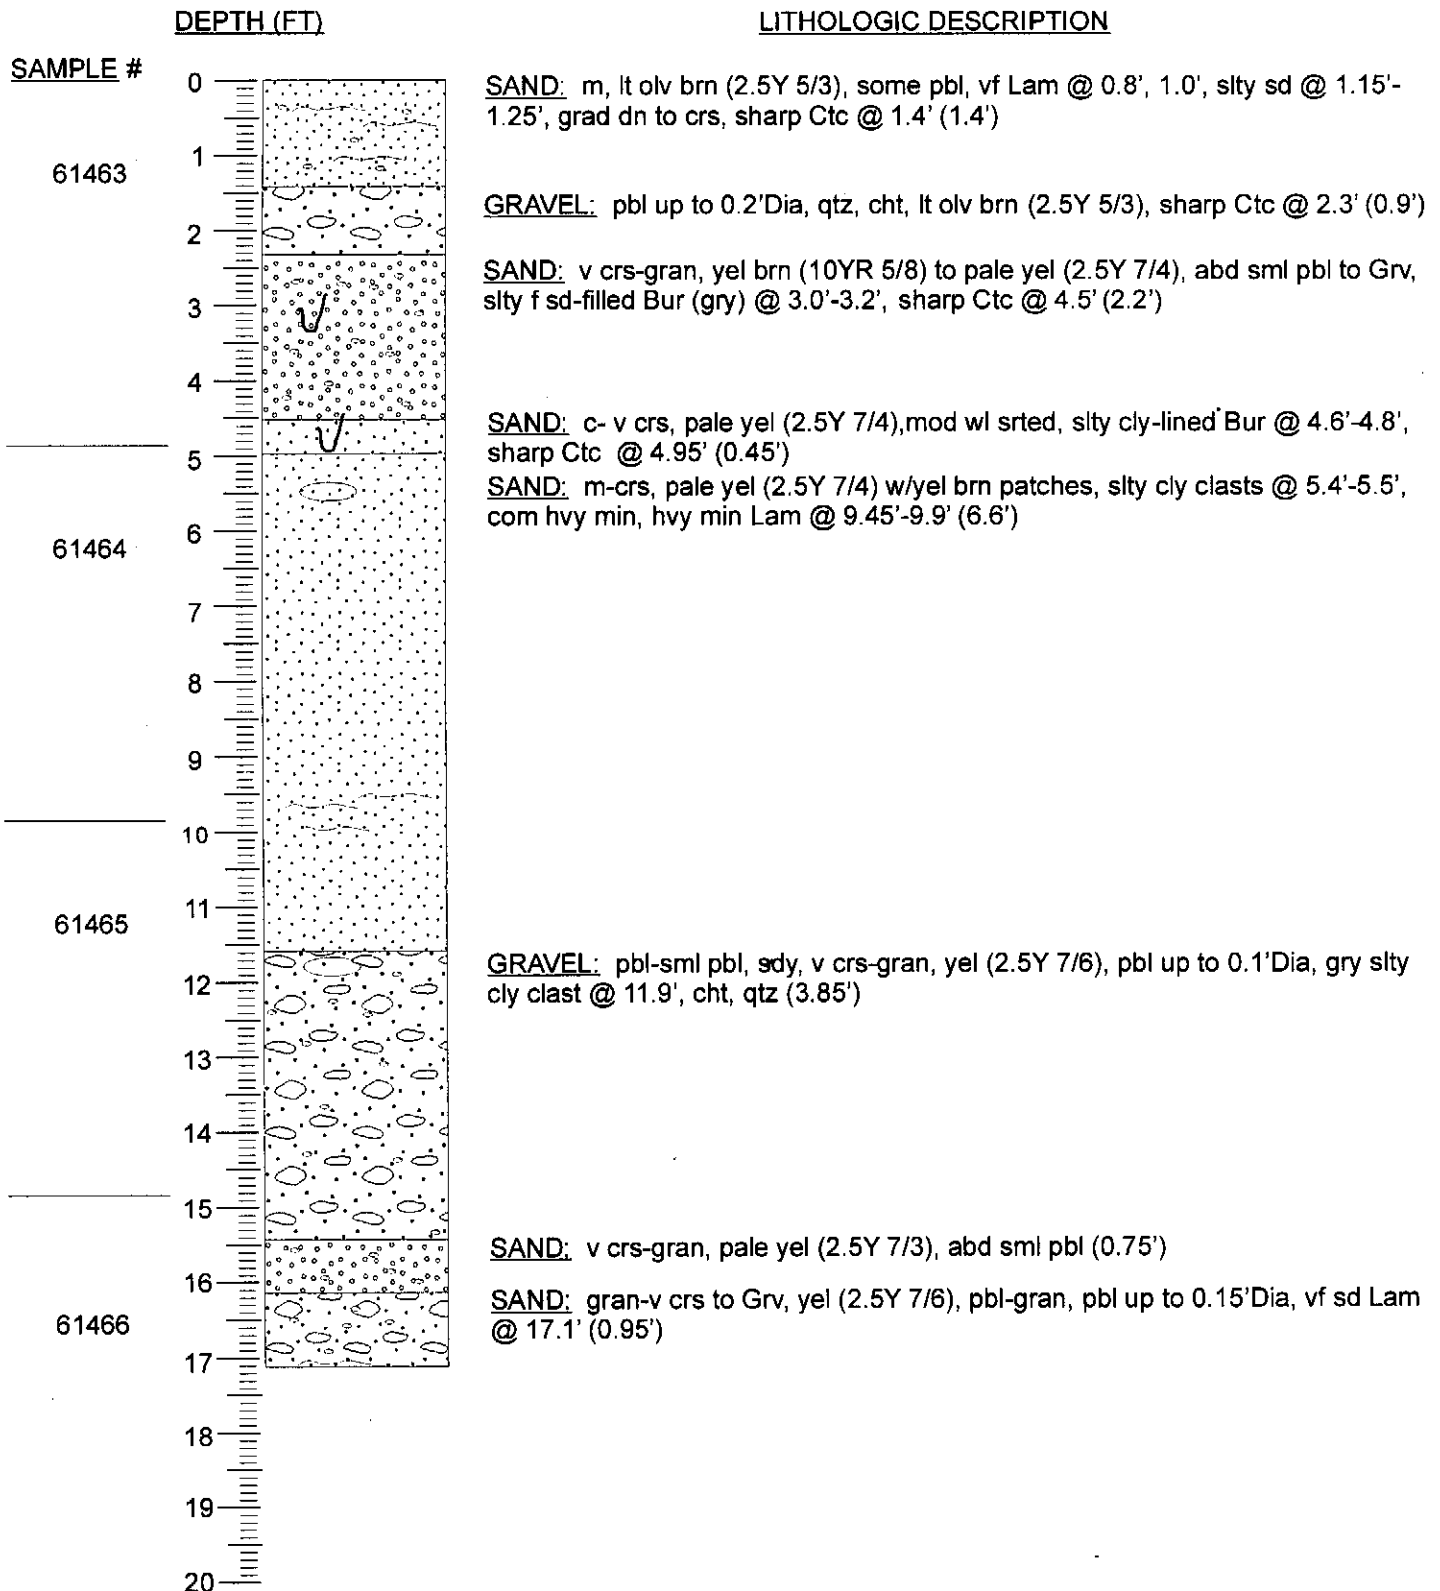 DEPTH (FT)
LITHOLOGIC DESCRIPTION
SAMPLE #
0
SAND: m, lt olv brn (2.5Y 5/3), some pbl, vf Lam @ 0.8', 1.0', slty sd @ 1.15'-
1.25', grad dn to crs, sharp Ctc @ 1.4' (1.4')
1
61463
GRAVEL: pbl up to 0.2'Dia, qtz, cht, lt olv brn (2.5Y 5/3), sharp Ctc @ 2.3' (0.9')
2
SAND: v crs-gran, yel brn (10YR 5/8) to pale yel (2.5Y 7/4), abd sml pbl to Grv,
slty f sd-filled Bur (gry) @ 3.0'-3.2', sharp Ctc @ 4.5' (2.2')
3
4
SAND: c- v crs, pale yel (2.5Y 7/4),mod wl srted, slty cly-lined Bur @ 4.6'-4.8',
sharp Ctc @ 4.95' (0.45')
5
SAND: m-crs, pale yel (2.5Y 7/4) w/yel brn patches, slty cly clasts @ 5.4'-5.5',
com hvy min, hvy min Lam @ 9.45'-9.9' (6.6')
6
61464
7
8
9
10
11
61465
GRAVEL: pbl-sml pbl, sdy, v crs-gran, yel (2.5Y 7/6), pbl up to 0.1'Dia, gry slty
cly clast @ 11.9', cht, qtz (3.85')
12
13
14
15
SAND: v crs-gran, pale yel (2.5Y 7/3), abd sml pbl (0.75')
16
SAND: gran-v crs to Grv, yel (2.5Y 7/6), pbl-gran, pbl up to 0.15'Dia, vf sd Lam
@ 17.1' (0.95')
61466
17
18
19
20